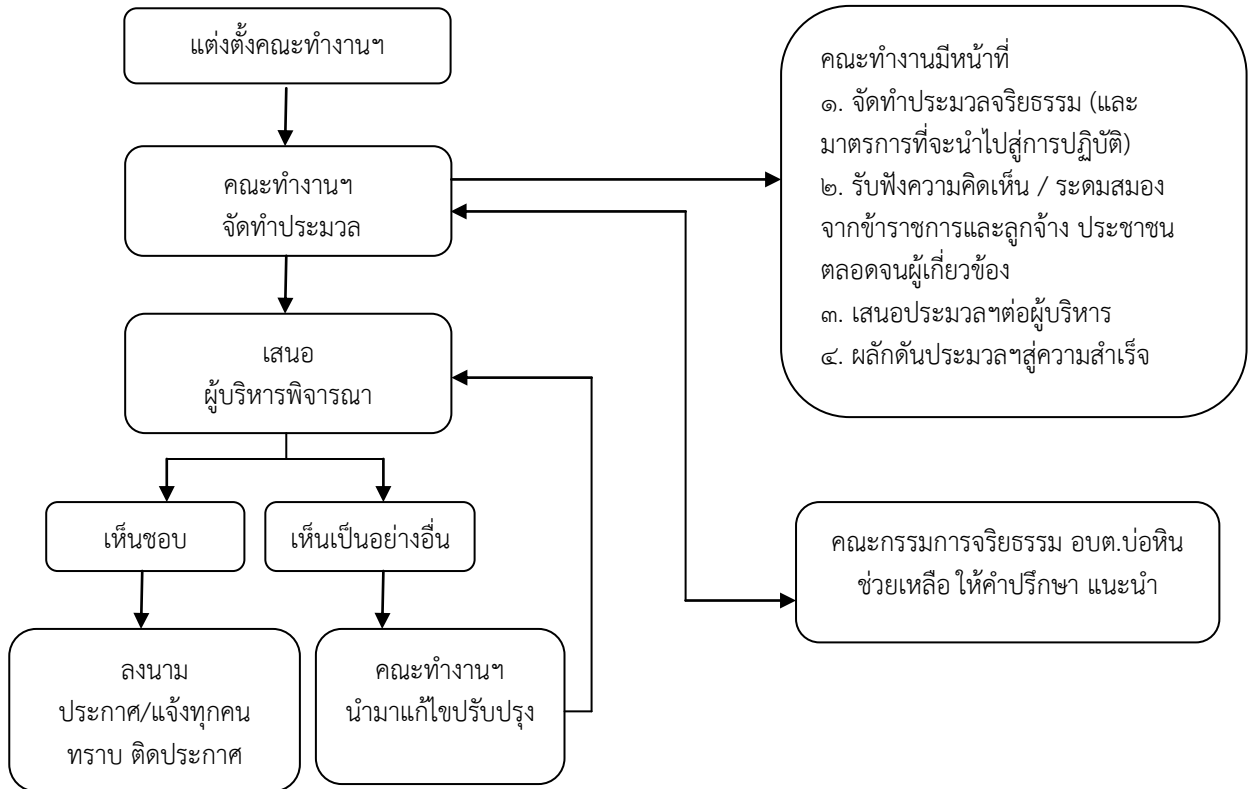 แต่งตั้งคณะทำงานฯ
คณะทำงานฯ
จัดทำประมวล
เสนอ
ผู้บริหารพิจารณา
เห็นชอบ
เห็นเป็นอย่างอื่น
ลงนาม
ประกาศ/แจ้งทุกคน
ทราบ ติดประกาศ
คณะทำงานฯ
นำมาแก้ไขปรับปรุง
คณะทำงานมีหน้าที่
๑. จัดทำประมวลจริยธรรม (และ
มาตรการที่จะนำไปสู่การปฏิบัติ)
๒. รับฟังความคิดเห็น / ระดมสมอง
จากข้าราชการและลูกจ้าง ประชาชน
ตลอดจนผู้เกี่ยวข้อง
๓. เสนอประมวลฯต่อผู้บริหาร
๔. ผลักดันประมวลฯสู่ความสำเร็จ
คณะกรรมการจริยธรรม อบต.บ่อหิน
ช่วยเหลือ ให้คำปรึกษา แนะนำ